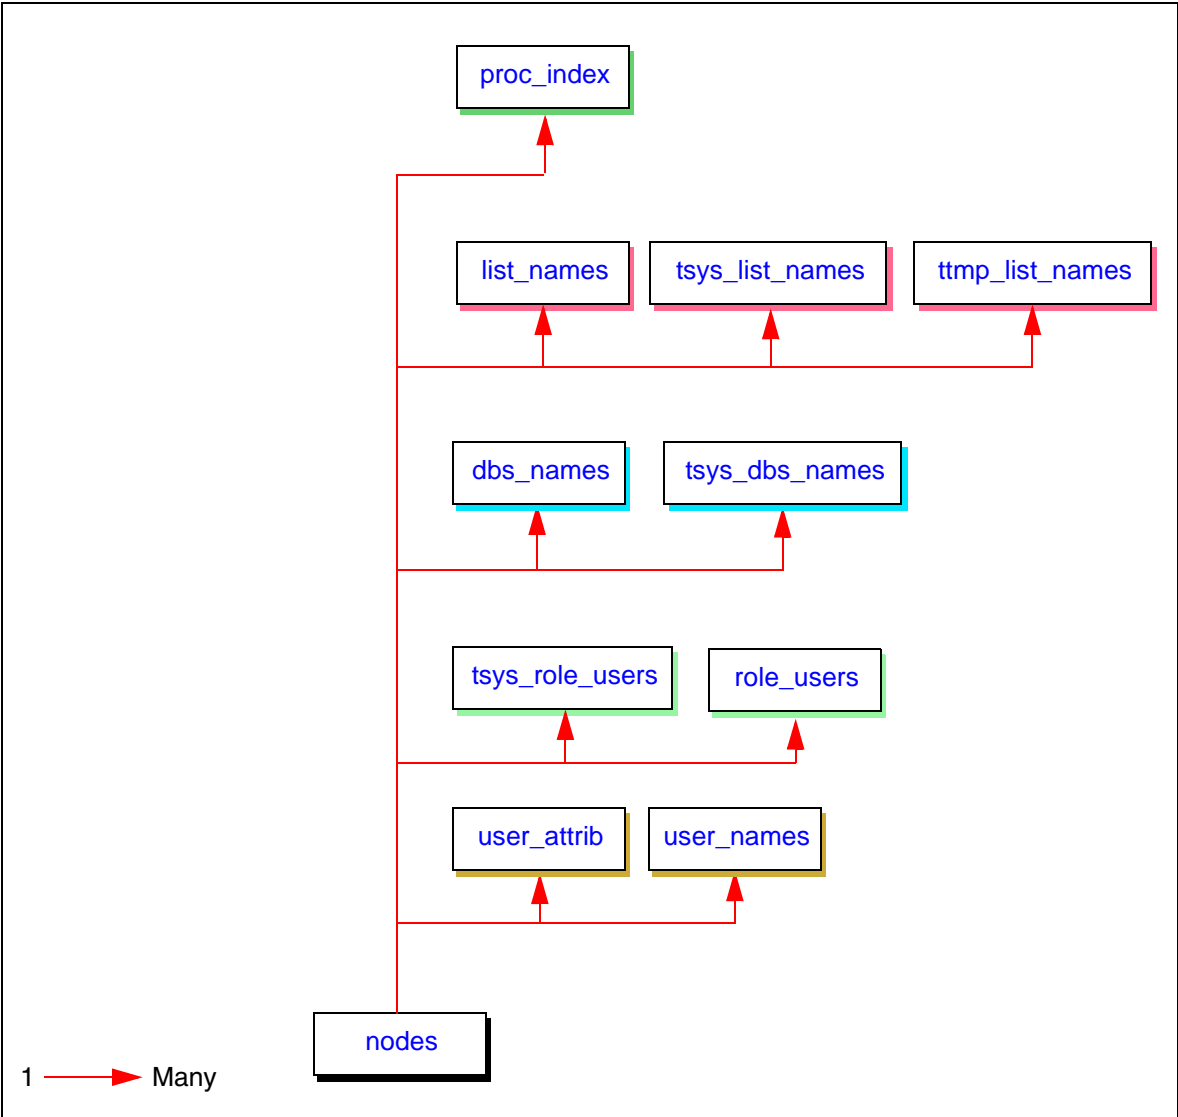 proc_index
list_names
tsys_list_names
ttmp_list_names
dbs_names
tsys_dbs_names
tsys_role_users
role_users
user_attrib
user_names
nodes
1 Many